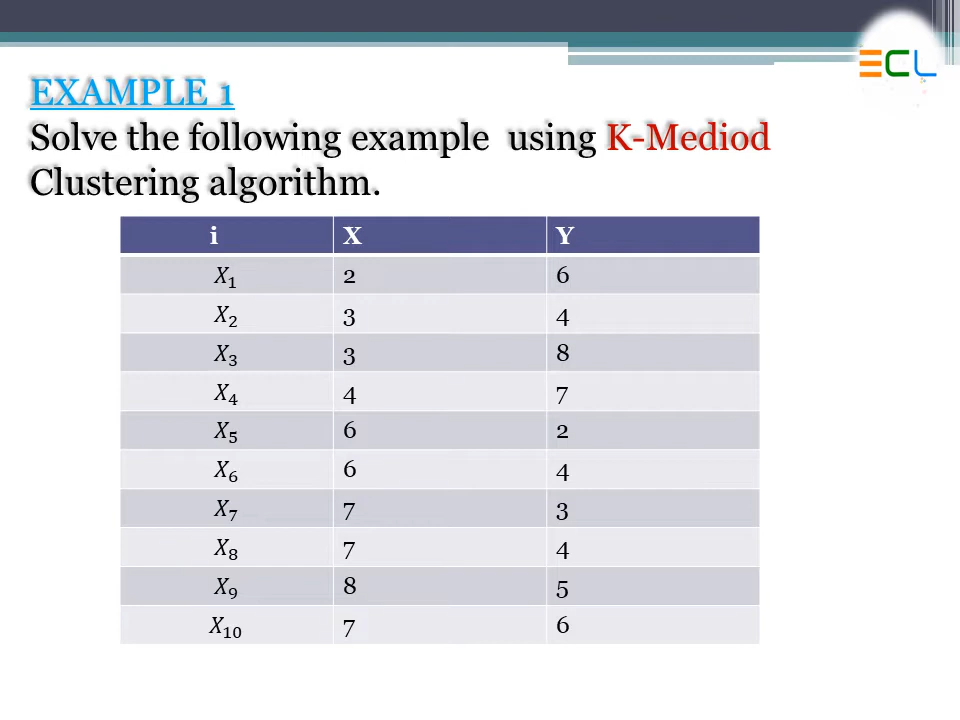 ECL
EXAMPLE 1
Solve the following example using K-Mediod
Clustering algorithm.
i X Y
X₁ 2 6
X₂ 3 4
X₃ 3 8
X₄ 4 7
X₅ 6 2
X₆ 6 4
X₇ 7 3
X₈ 7 4
X₉ 8 5
X₁₀ 7 6